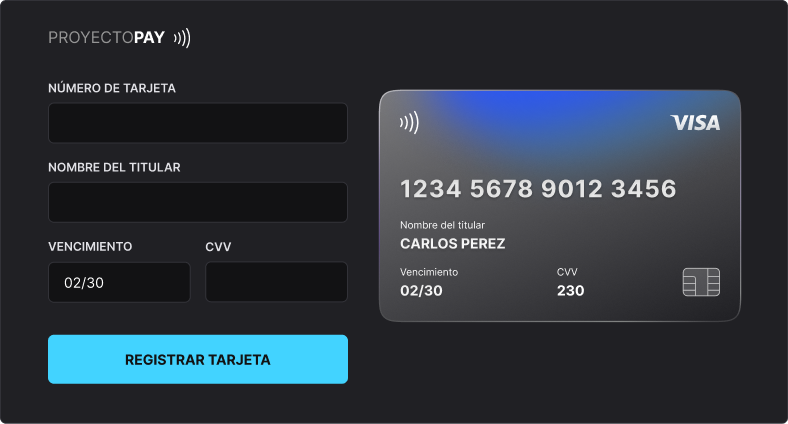 PROYECTOPAY
NÚMERO DE TARJETA
NOMBRE DEL TITULAR
VENCIMIENTO CVV
02/30
REGISTRAR TARJETA
VISA
1234 5678 9012 3456
Nombre del titular
CARLOS PEREZ
Vencimiento CVV
02/30 230